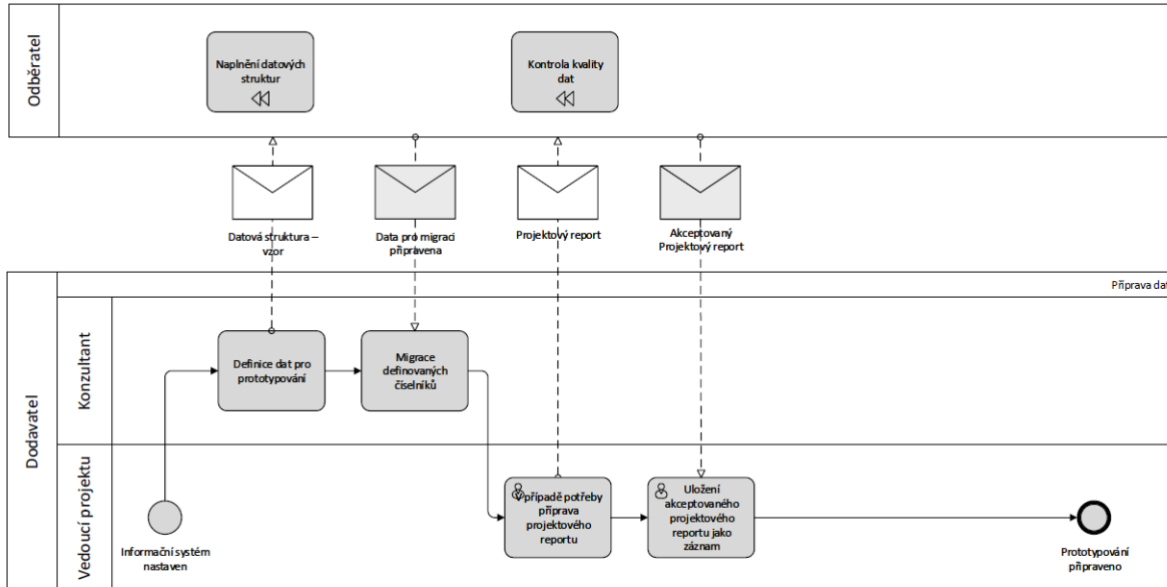 Odběratel
Naplnění datových
struktur
Kontrola kvality
dat
Datová struktura –
vzor
Data pro migraci
připravena
Projektový report
Akceptovaný
Projektový report
Dodavatel
Příprava dat
Konzultant
Definice dat pro
prototypování
Migrace
definovaných
číselníků
Vedoucí projektu
Informační systém
nastaven
V případě potřeby
příprava
projektového
reportu
Uložení
akceptovaného
projektového
reportu jako
záznam
Prototypování
připraveno